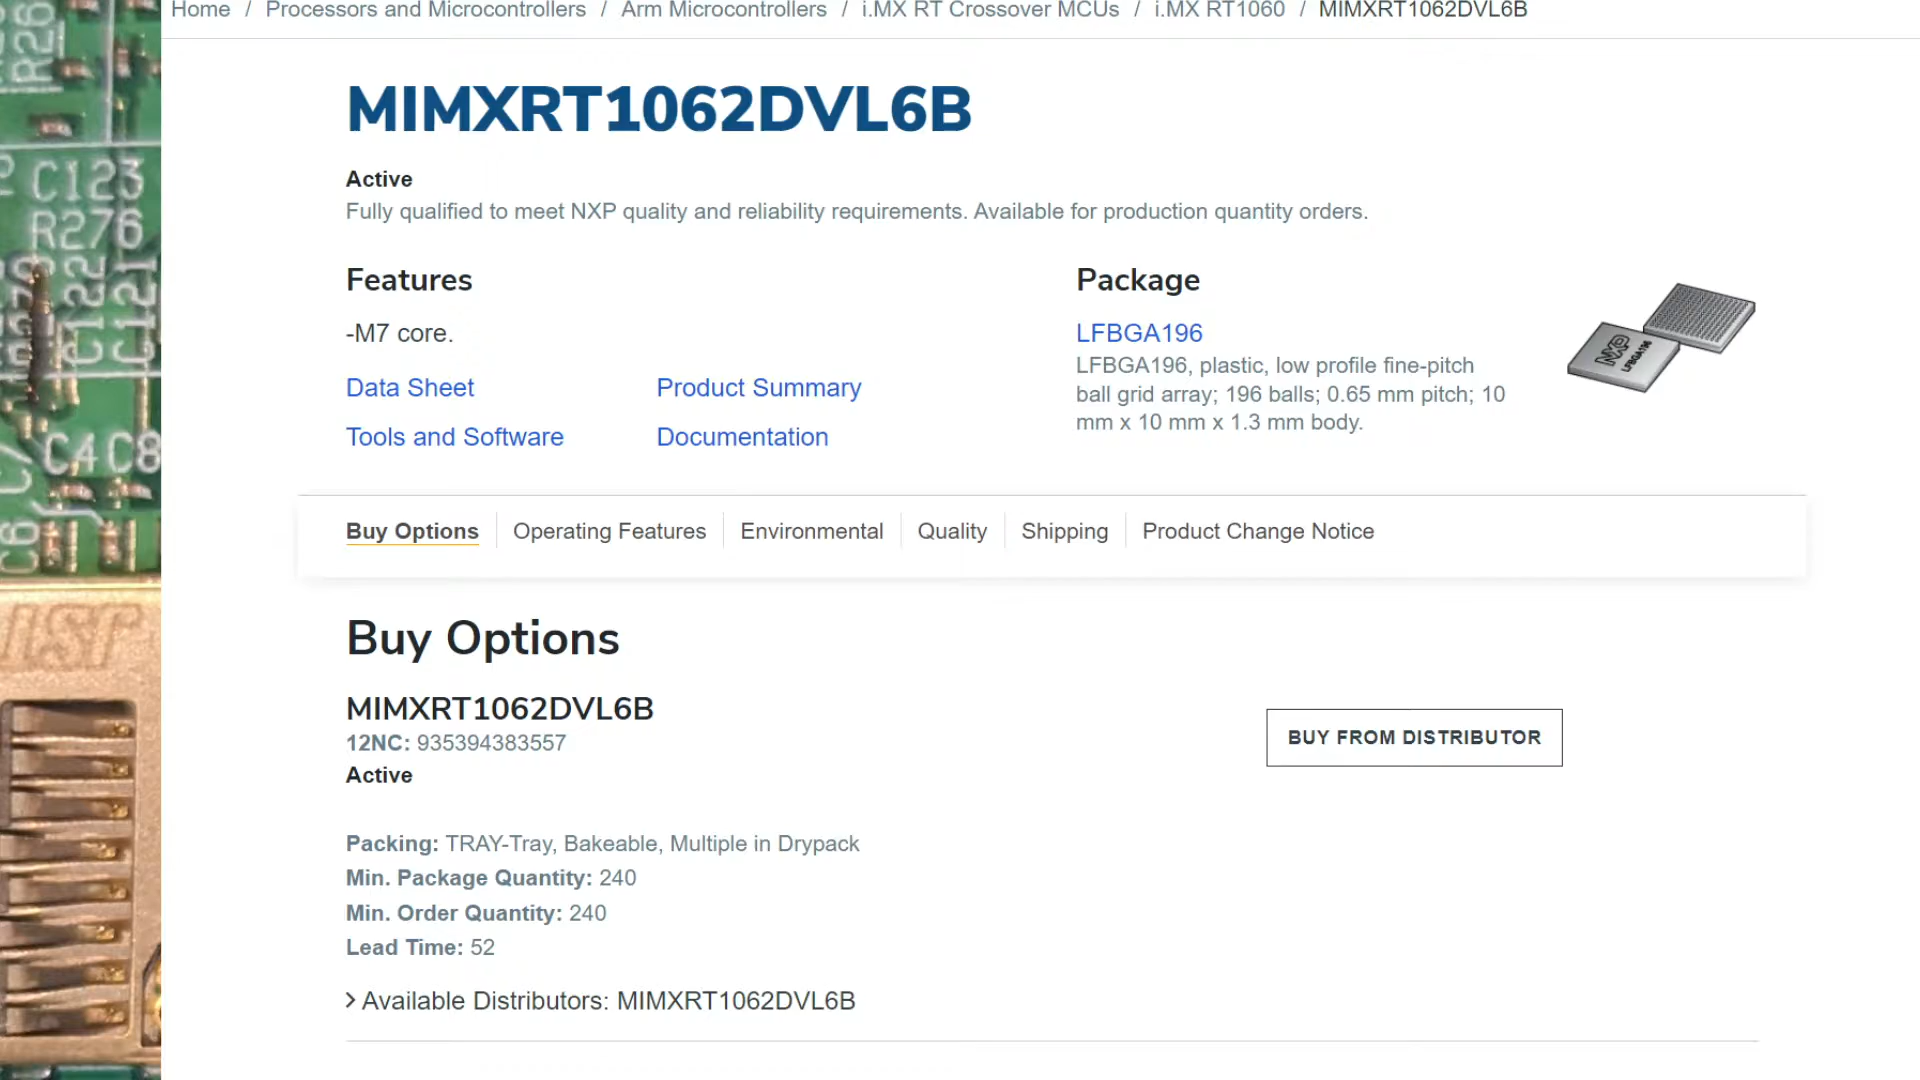 Home / Processors and Microcontrollers / Arm Microcontrollers / i.MX RT Crossover MCUs / i.MX RT1060 / MIMXRT1062DVL6B
MIMXRT1062DVL6B
Active
Fully qualified to meet NXP quality and reliability requirements. Available for production quantity orders.
Features
-M7 core.
Data Sheet
Product Summary
Tools and Software
Documentation
Package
LFBGA196
LFBGA196, plastic, low profile fine-pitch
ball grid array; 196 balls; 0.65 mm pitch; 10
mm x 10 mm x 1.3 mm body.
NXP
LFBGA196
Buy Options
Operating Features
Environmental
Quality
Shipping
Product Change Notice
Buy Options
MIMXRT1062DVL6B
12NC: 935394383557
Active
BUY FROM DISTRIBUTOR
Packing: TRAY-Tray, Bakeable, Multiple in Drypack
Min. Package Quantity: 240
Min. Order Quantity: 240
Lead Time: 52
> Available Distributors: MIMXRT1062DVL6B
C123
R276
C122
C121
C4 C8
C6